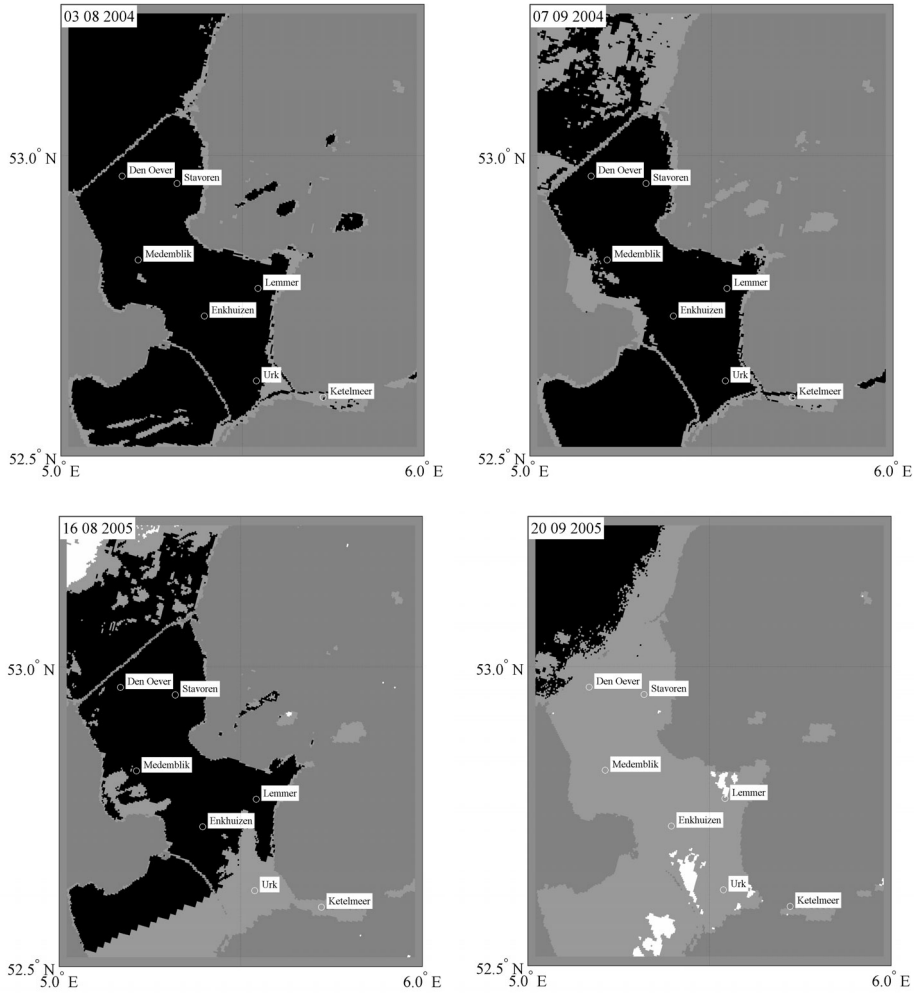 03 08 2004
53.0° N
Den Oever
Stavoren
Medemblik
Lemmer
Enkhuizen
Urk
Ketelmeer
52.5° N
5.0° E
6.0° E
07 09 2004
53.0° N
Den Oever
Stavoren
Medemblik
Lemmer
Enkhuizen
Urk
Ketelmeer
52.5° N
5.0° E
6.0° E
16 08 2005
53.0° N
Den Oever
Stavoren
Medemblik
Lemmer
Enkhuizen
Urk
Ketelmeer
52.5° N
5.0° E
6.0° E
20 09 2005
53.0° N
Den Oever
Stavoren
Medemblik
Lemmer
Enkhuizen
Urk
Ketelmeer
52.5° N
5.0° E
6.0° E